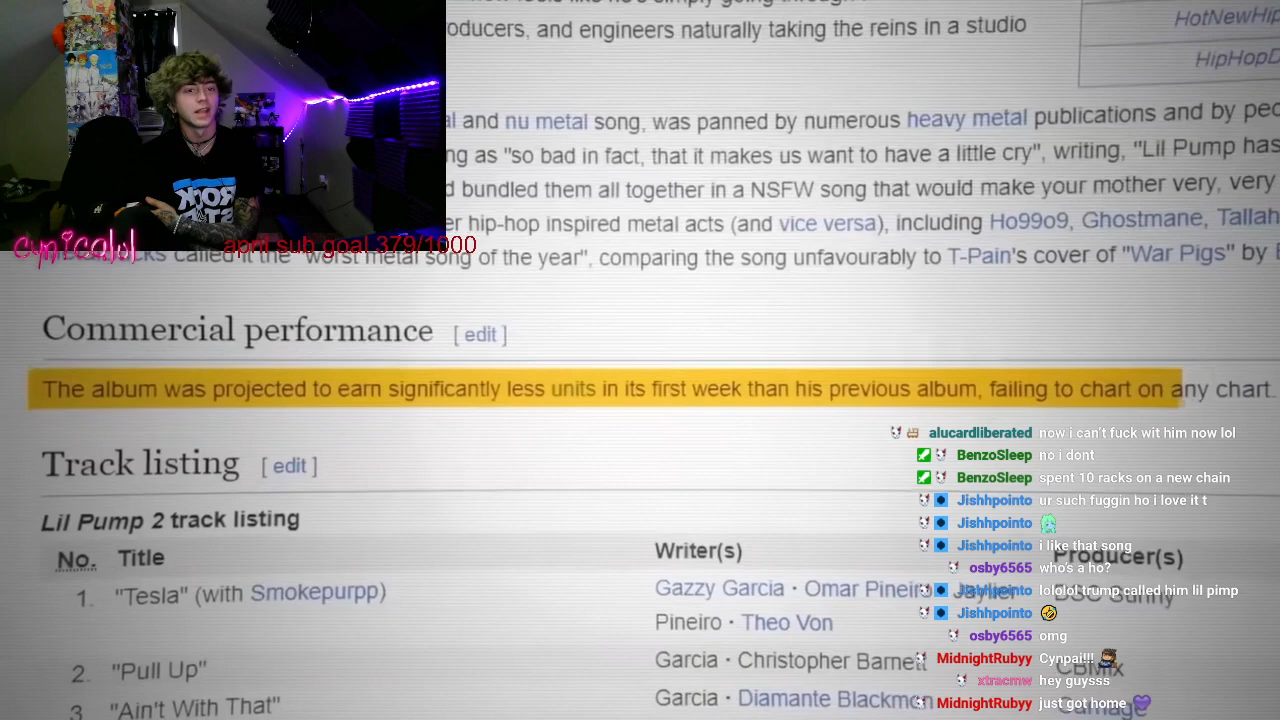 oducers, and engineers naturally taking the reins in a studio
HotNewHip
HipHopD
al and nu metal song, was panned by numerous heavy metal publications and by pec
ng as "so bad in fact, that it makes us want to have a little cry", writing, "Lil Pump has
d bundled them all together in a NSFW song that would make your mother very, very
er hip-hop inspired metal acts (and vice versa), including Ho99o9, Ghostmane, Tallah
cynicalul
april sub goal 379/1000
called it the "worst metal song of the year", comparing the song unfavourably to T-Pain's cover of "War Pigs" by
Commercial performance [ edit ]
The album was projected to earn significantly less units in its first week than his previous album, failing to chart on any chart.
Track listing [ edit ]
Lil Pump 2 track listing
No. Title Writer(s) Producer(s)
1. "Tesla" (with Smokepurpp) Gazzy Garcia · Omar Pineiro
Pineiro · Theo Von
2. "Pull Up" Garcia · Christopher Barnett CBMix
3 "Ain't With That" Garcia · Diamante Blackmon Carnage
alucardliberated now i can't fuck wit him now lol
BenzoSleep no i dont
BenzoSleep spent 10 racks on a new chain
Jishhpointo ur such fuggin ho i love it t
Jishhpointo
Jishhpointo i like that song
osby6565 who's a ho?
Jishhpointo lololol trump called him lil pimp
Jishhpointo
osby6565 omg
MidnightRubyy Cynpai!!!
xtracmw hey guysss
MidnightRubyy just got home